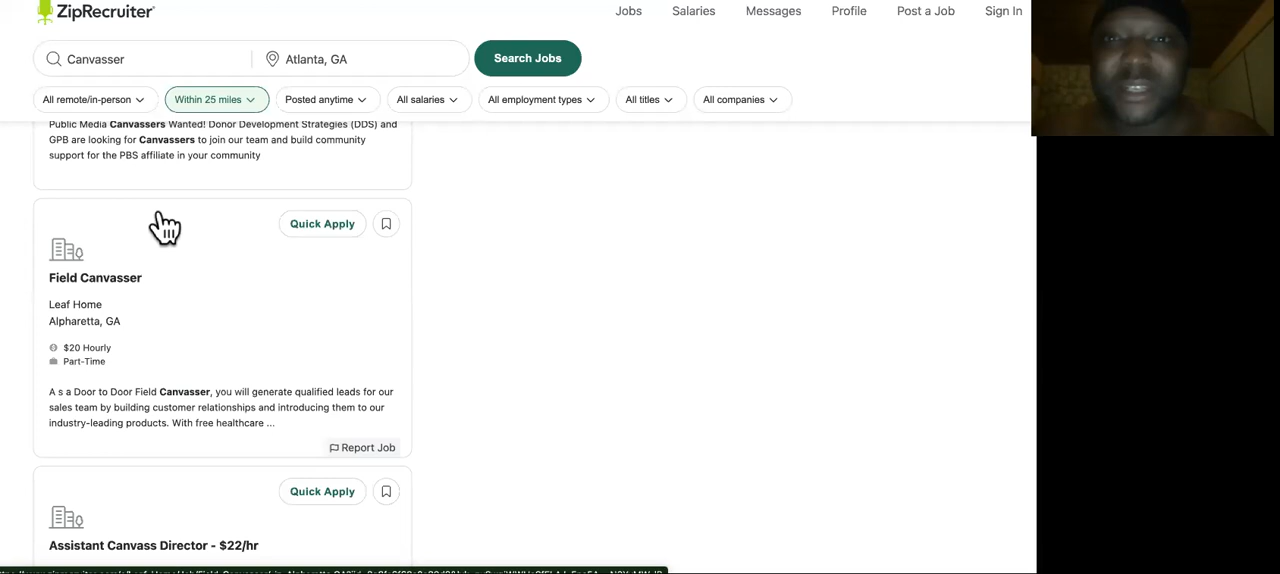 ZipRecruiter
Jobs Salaries Messages Profile Post a Job Sign In
Canvasser Atlanta, GA Search Jobs
All remote/in-person Within 25 miles Posted anytime All salaries All employment types All titles All companies
Public Media Canvassers Wanted! Donor Development Strategies (DDS) and
GPB are looking for Canvassers to join our team and build community
support for the PBS affiliate in your community
Quick Apply
Field Canvasser
Leaf Home
Alpharetta, GA
$20 Hourly
Part-Time
A s a Door to Door Field Canvasser, you will generate qualified leads for our
sales team by building customer relationships and introducing them to our
industry-leading products. With free healthcare ...
Report Job
Quick Apply
Assistant Canvass Director - $22/hr